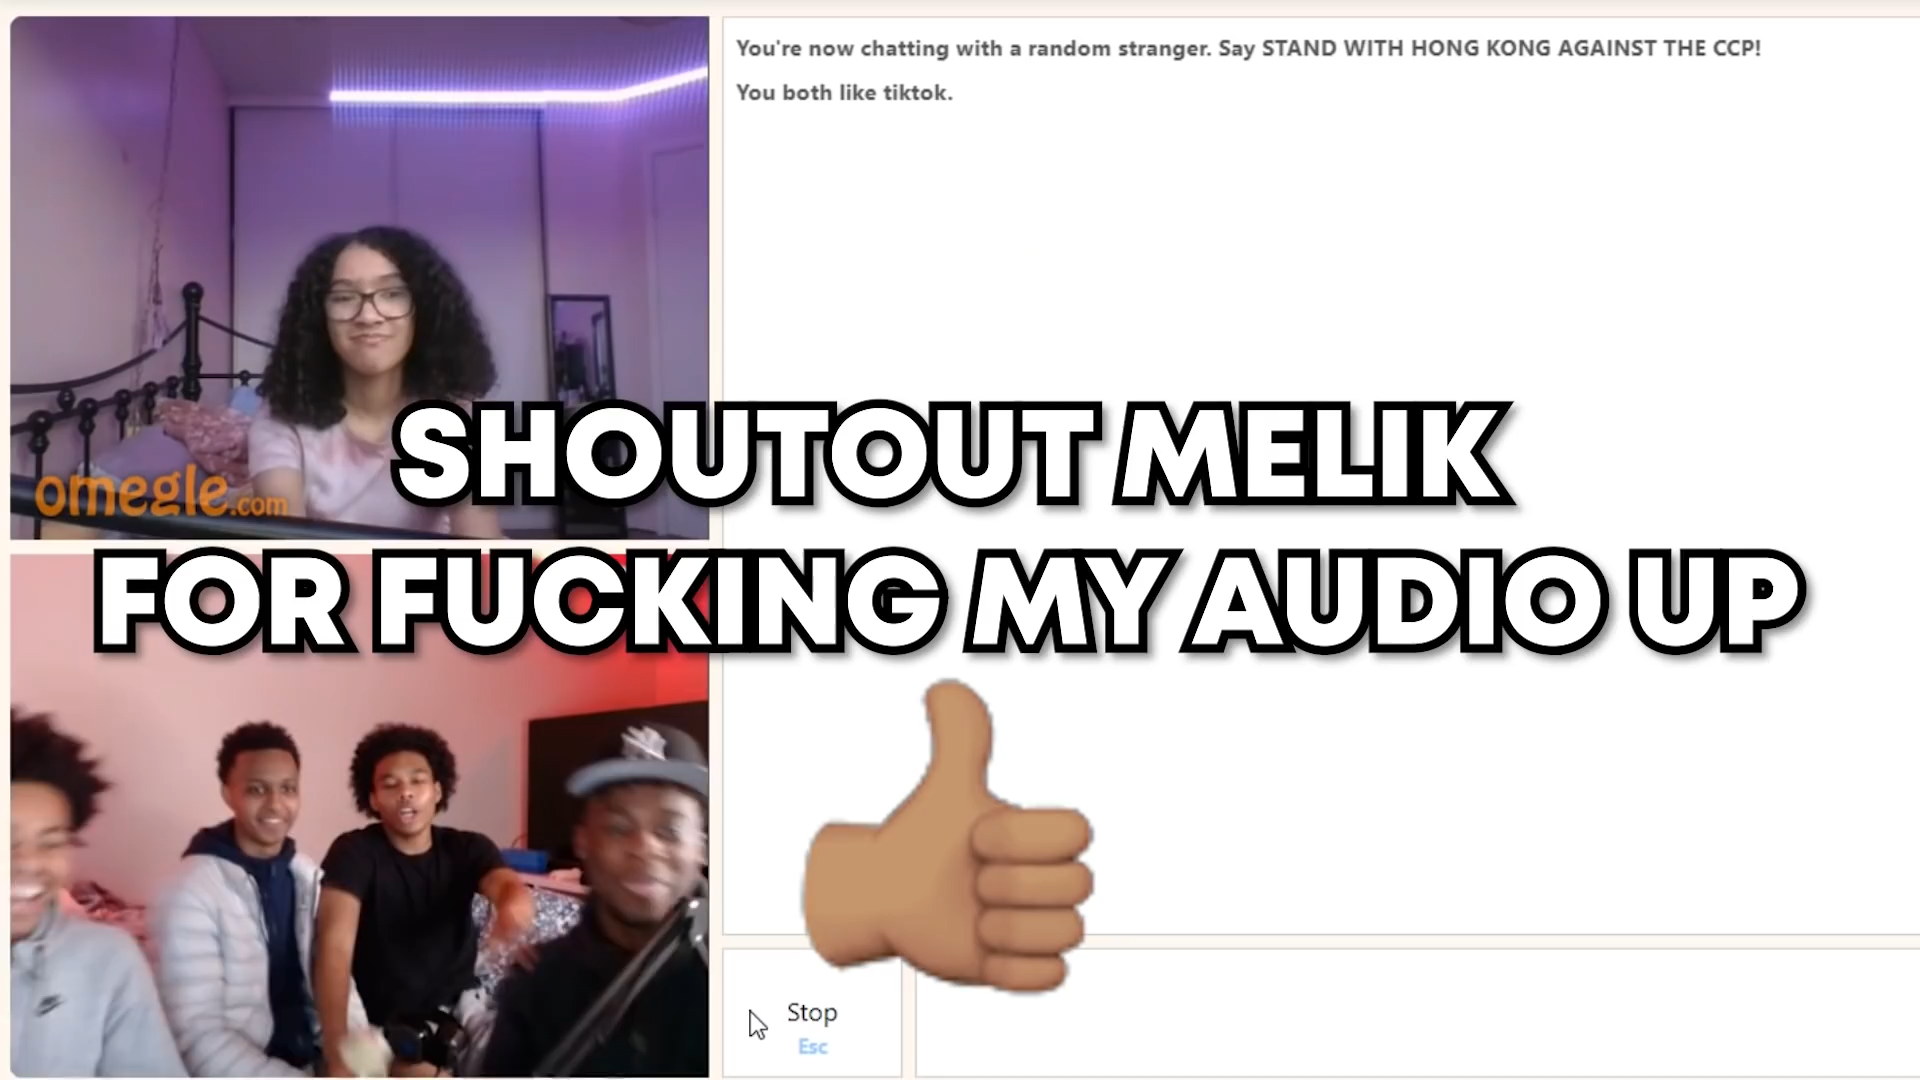 You're now chatting with a random stranger. Say STAND WITH HONG KONG AGAINST THE CCP!
You both like tiktok.
SHOUTOUT MELIK
omegle.com
FOR FUCKING MY AUDIO UP
Stop
Esc